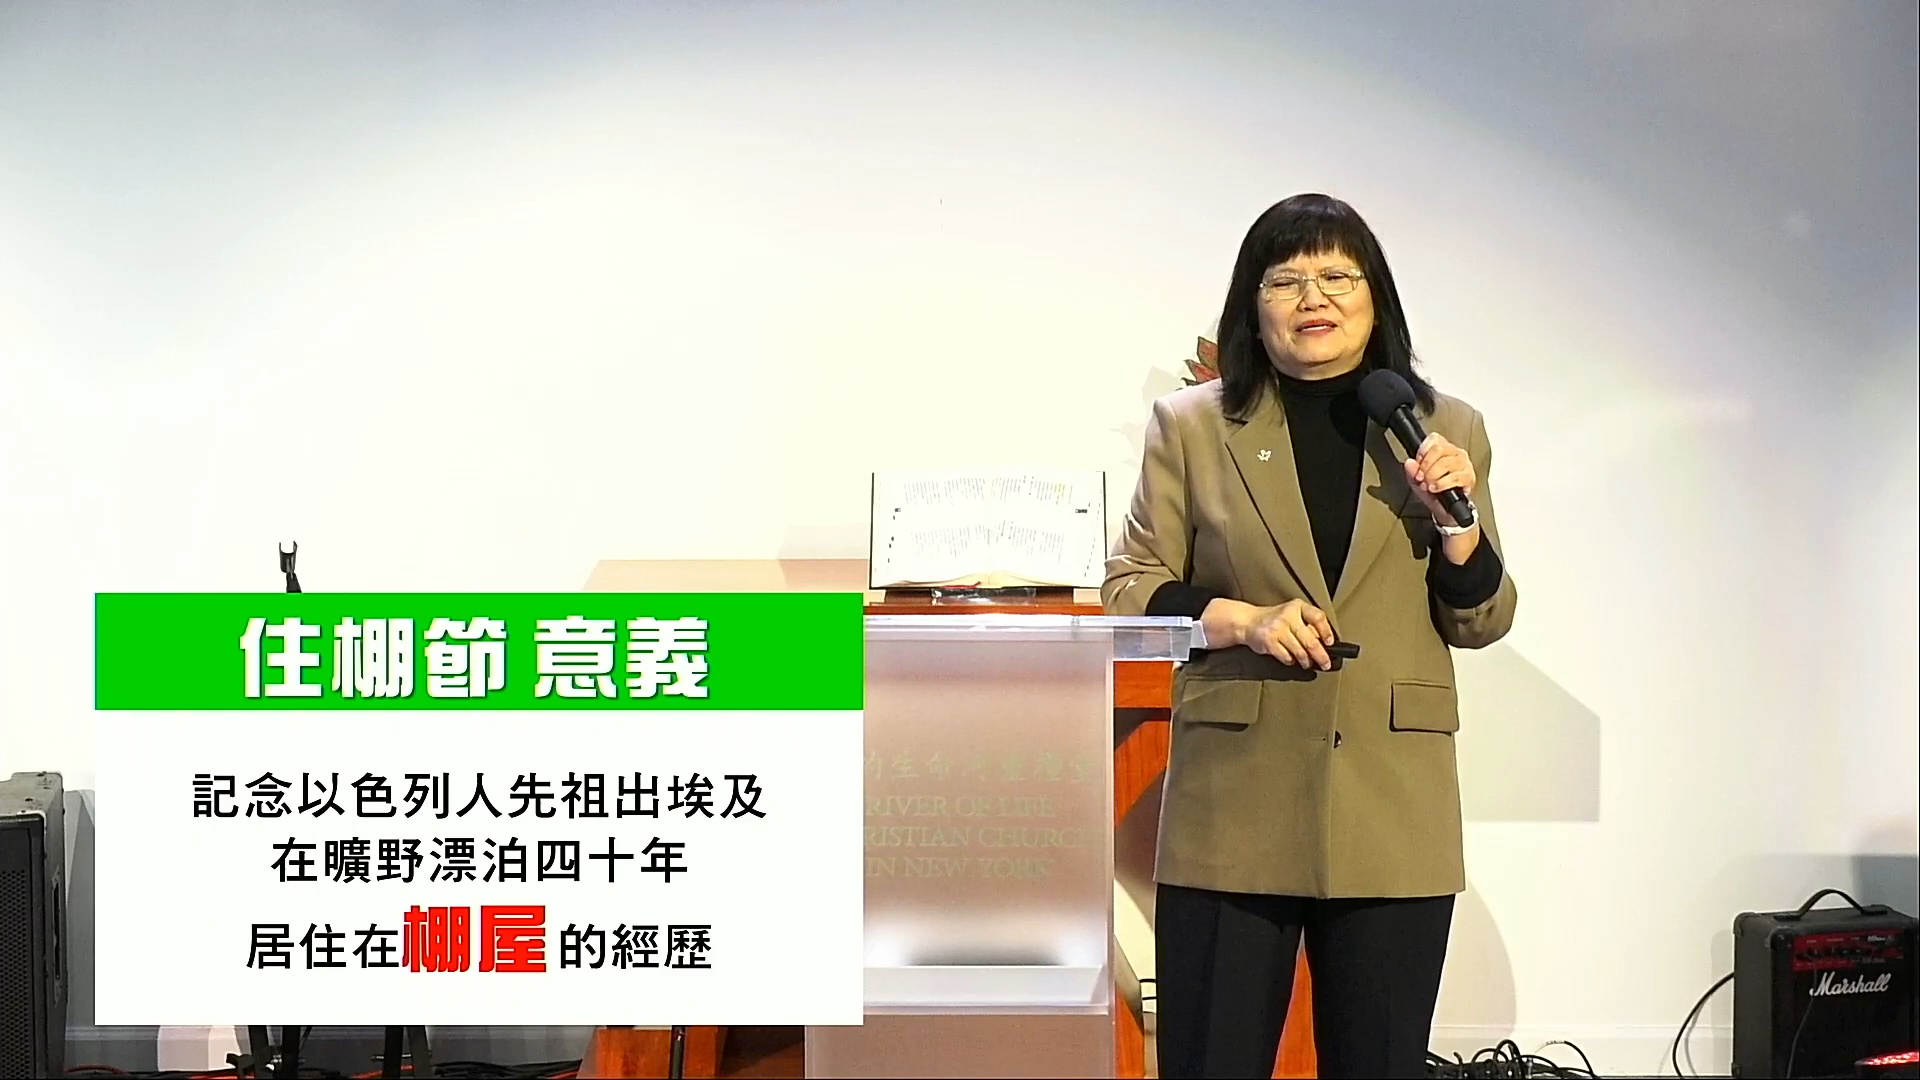 住棚節 意義
記念以色列人先祖出埃及
在曠野漂泊四十年
居住在棚屋的經歷
RIVER OF LIFE
CHRISTIAN CHURCH
IN NEW YORK
Marshall